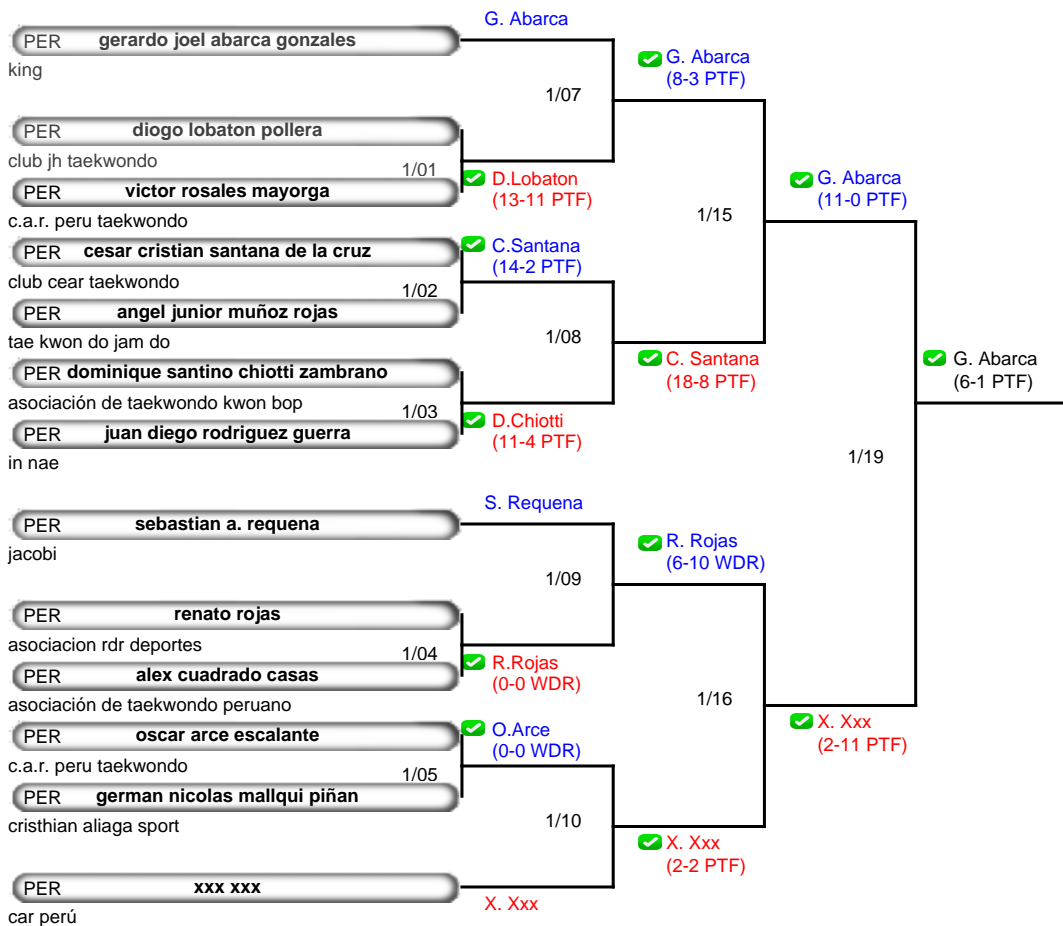 G. Abarca
PER gerardo joel abarca gonzales
king
G. Abarca
(8-3 PTF)
1/07
PER diogo lobaton pollera
club jh taekwondo
1/01
PER victor rosales mayorga
c.a.r. peru taekwondo
D.Lobaton
(13-11 PTF)
G. Abarca
(11-0 PTF)
1/15
PER cesar cristian santana de la cruz
club cear taekwondo
C.Santana
(14-2 PTF)
1/02
PER angel junior muñoz rojas
tae kwon do jam do
1/08
PER dominique santino chiotti zambrano
asociación de taekwondo kwon bop
C. Santana
(18-8 PTF)
G. Abarca
(6-1 PTF)
1/03
PER juan diego rodriguez guerra
in nae
D.Chiotti
(11-4 PTF)
1/19
S. Requena
PER sebastian a. requena
jacobi
R. Rojas
(6-10 WDR)
1/09
PER renato rojas
asociacion rdr deportes
1/04
PER alex cuadrado casas
asociación de taekwondo peruano
R.Rojas
(0-0 WDR)
1/16
PER oscar arce escalante
c.a.r. peru taekwondo
O.Arce
(0-0 WDR)
X. Xxx
(2-11 PTF)
1/05
PER german nicolas mallqui piñan
cristhian aliaga sport
1/10
X. Xxx
(2-2 PTF)
PER xxx xxx
car perú
X. Xxx